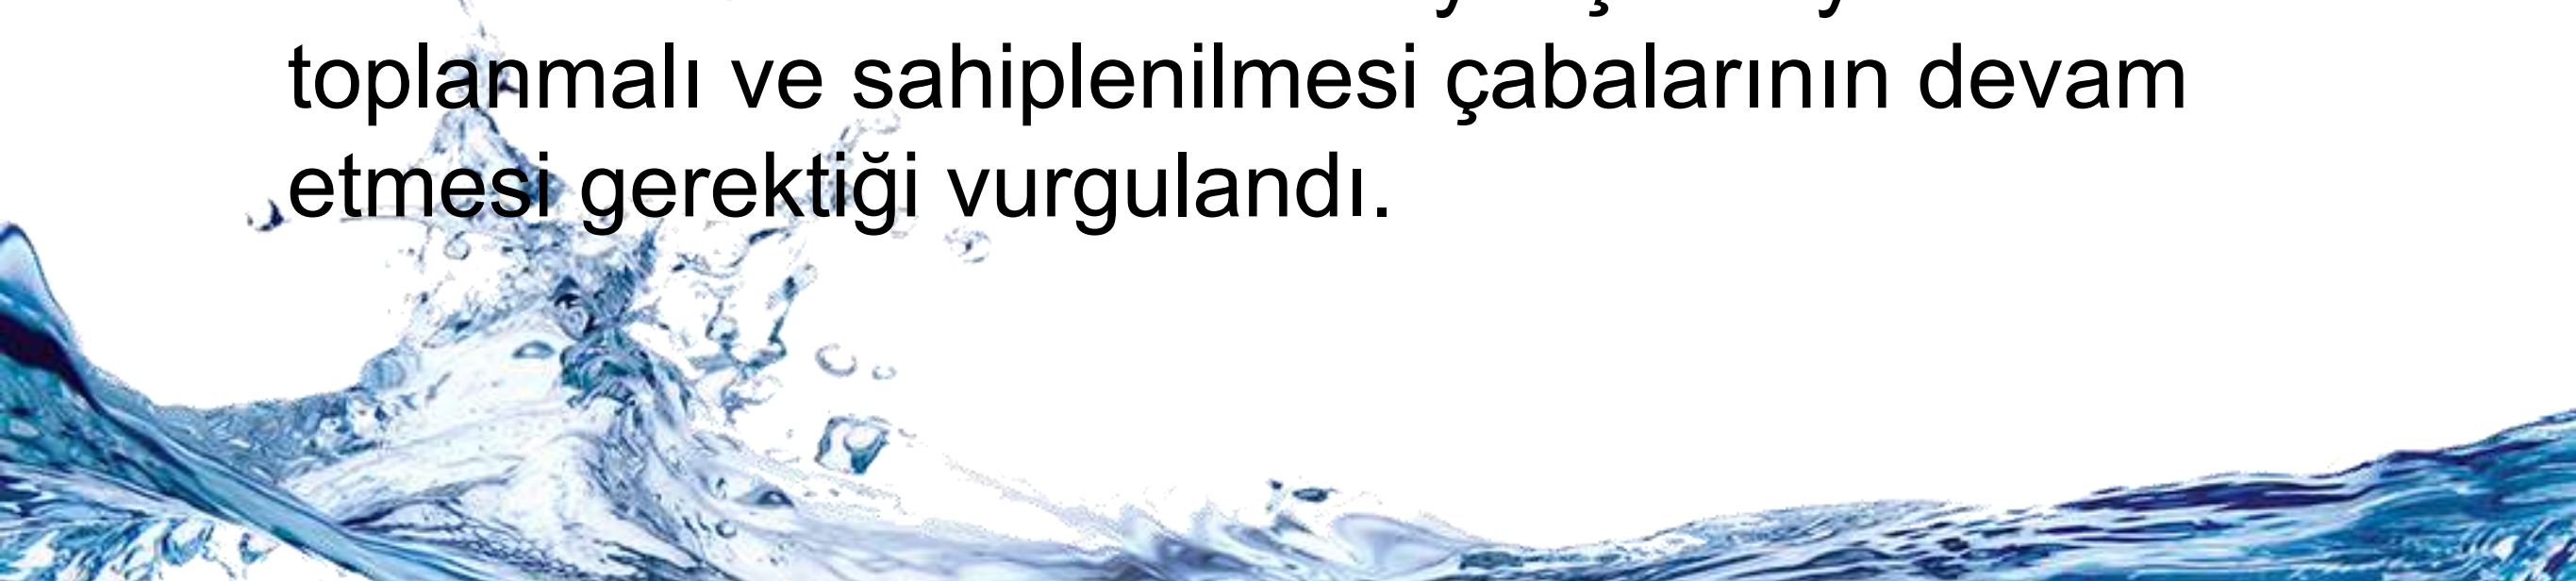 toplanmalı ve sahiplenilmesi çabalarının devam
etmesi gerektiği vurgulandı.